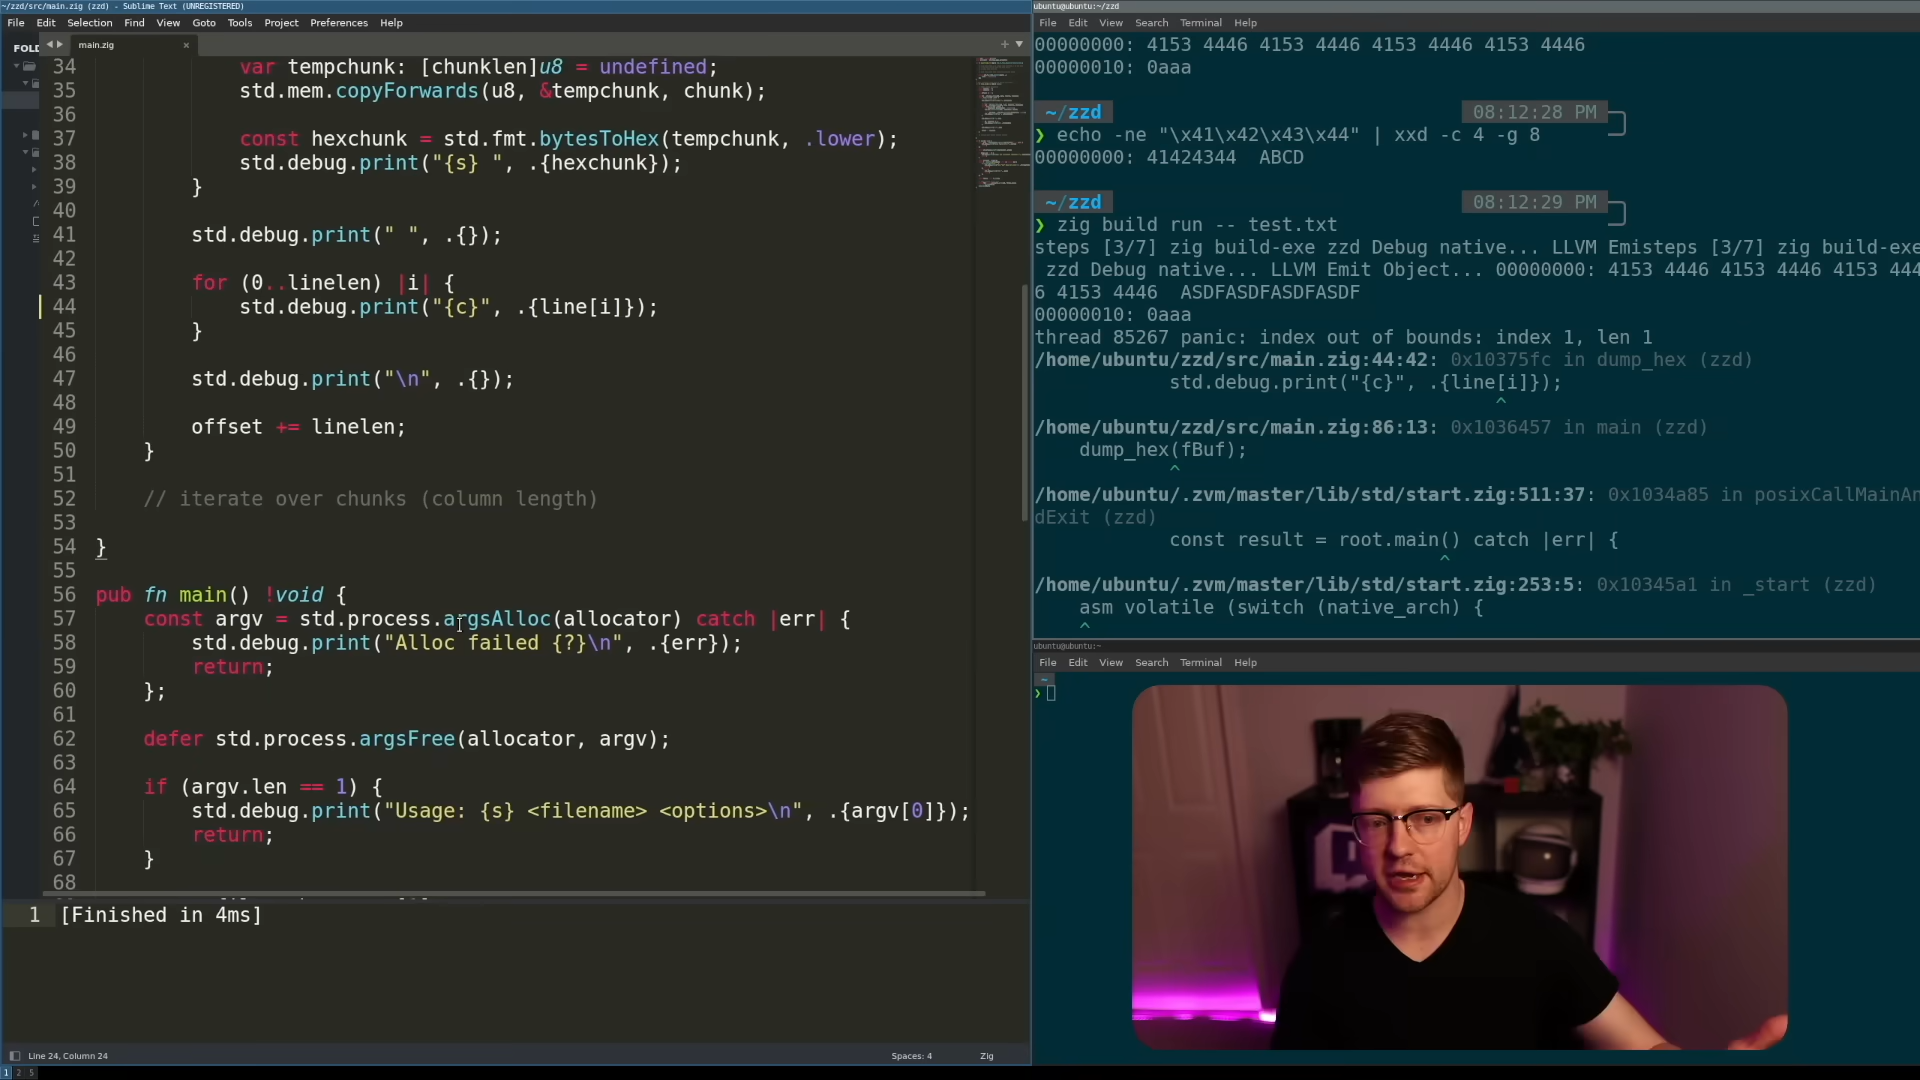 ~/zzd/src/main.zig (zzd) - Sublime Text (UNREGISTERED)
File Edit Selection Find View Goto Tools Project Preferences Help
FOLD
main.zig ×
34 var tempchunk: [chunklen]u8 = undefined;
35 std.mem.copyForwards(u8, &tempchunk, chunk);
36
37 const hexchunk = std.fmt.bytesToHex(tempchunk, .lower);
38 std.debug.print("{s} ", .{hexchunk});
39 }
40
41 std.debug.print(" ", .{});
42
43 for (0..linelen) |i| {
44 std.debug.print("{c}", .{line[i]});
45 }
46
47 std.debug.print("\n", .{});
48
49 offset += linelen;
50 }
51
52 // iterate over chunks (column length)
53
54 }
55
56 pub fn main() !void {
57 const argv = std.process.argsAlloc(allocator) catch |err| {
58 std.debug.print("Alloc failed {?}\n", .{err});
59 return;
60 };
61
62 defer std.process.argsFree(allocator, argv);
63
64 if (argv.len == 1) {
65 std.debug.print("Usage: {s} <filename> <options>\n", .{argv[0]});
66 return;
67 }
68
1 [Finished in 4ms]
Line 24, Column 24 Spaces: 4 Zig
1 2 5
ubuntu@ubuntu:~/zzd
File Edit View Search Terminal Help
00000000: 4153 4446 4153 4446 4153 4446 4153 4446
00000010: 0aaa
~/zzd 08:12:28 PM
❯ echo -ne "\x41\x42\x43\x44" | xxd -c 4 -g 8
00000000: 41424344  ABCD
~/zzd 08:12:29 PM
❯ zig build run -- test.txt
steps [3/7] zig build-exe zzd Debug native... LLVM Emisteps [3/7] zig build-exe
 zzd Debug native... LLVM Emit Object... 00000000: 4153 4446 4153 4446 4153 444
6 4153 4446  ASDFASDFASDFASDF
00000010: 0aaa
thread 85267 panic: index out of bounds: index 1, len 1
/home/ubuntu/zzd/src/main.zig:44:42: 0x10375fc in dump_hex (zzd)
std.debug.print("{c}", .{line[i]});
^
/home/ubuntu/zzd/src/main.zig:86:13: 0x1036457 in main (zzd)
dump_hex(fBuf);
^
/home/ubuntu/.zvm/master/lib/std/start.zig:511:37: 0x1034a85 in posixCallMainAn
dExit (zzd)
const result = root.main() catch |err| {
^
/home/ubuntu/.zvm/master/lib/std/start.zig:253:5: 0x10345a1 in _start (zzd)
asm volatile (switch (native_arch) {
^
ubuntu@ubuntu:~
File Edit View Search Terminal Help
~
❯